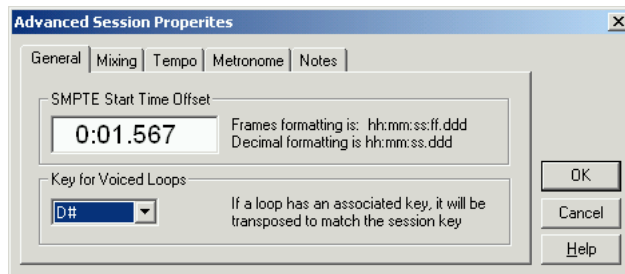 Advanced Session Properites
General
Mixing
Tempo
Metronome
Notes
SMPTE Start Time Offset
0:01.567
Frames formatting is: hh:mm:ss:ff.ddd
Decimal formatting is hh:mm:ss.ddd
Key for Voiced Loops
D#
If a loop has an associated key, it will be
transposed to match the session key
OK
Cancel
Help